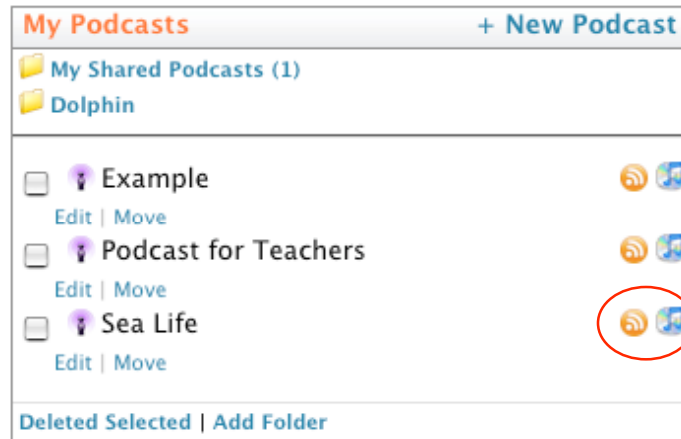 My Podcasts + New Podcast
My Shared Podcasts (1)
Dolphin
Example
Edit | Move
Podcast for Teachers
Edit | Move
Sea Life
Edit | Move
Deleted Selected | Add Folder